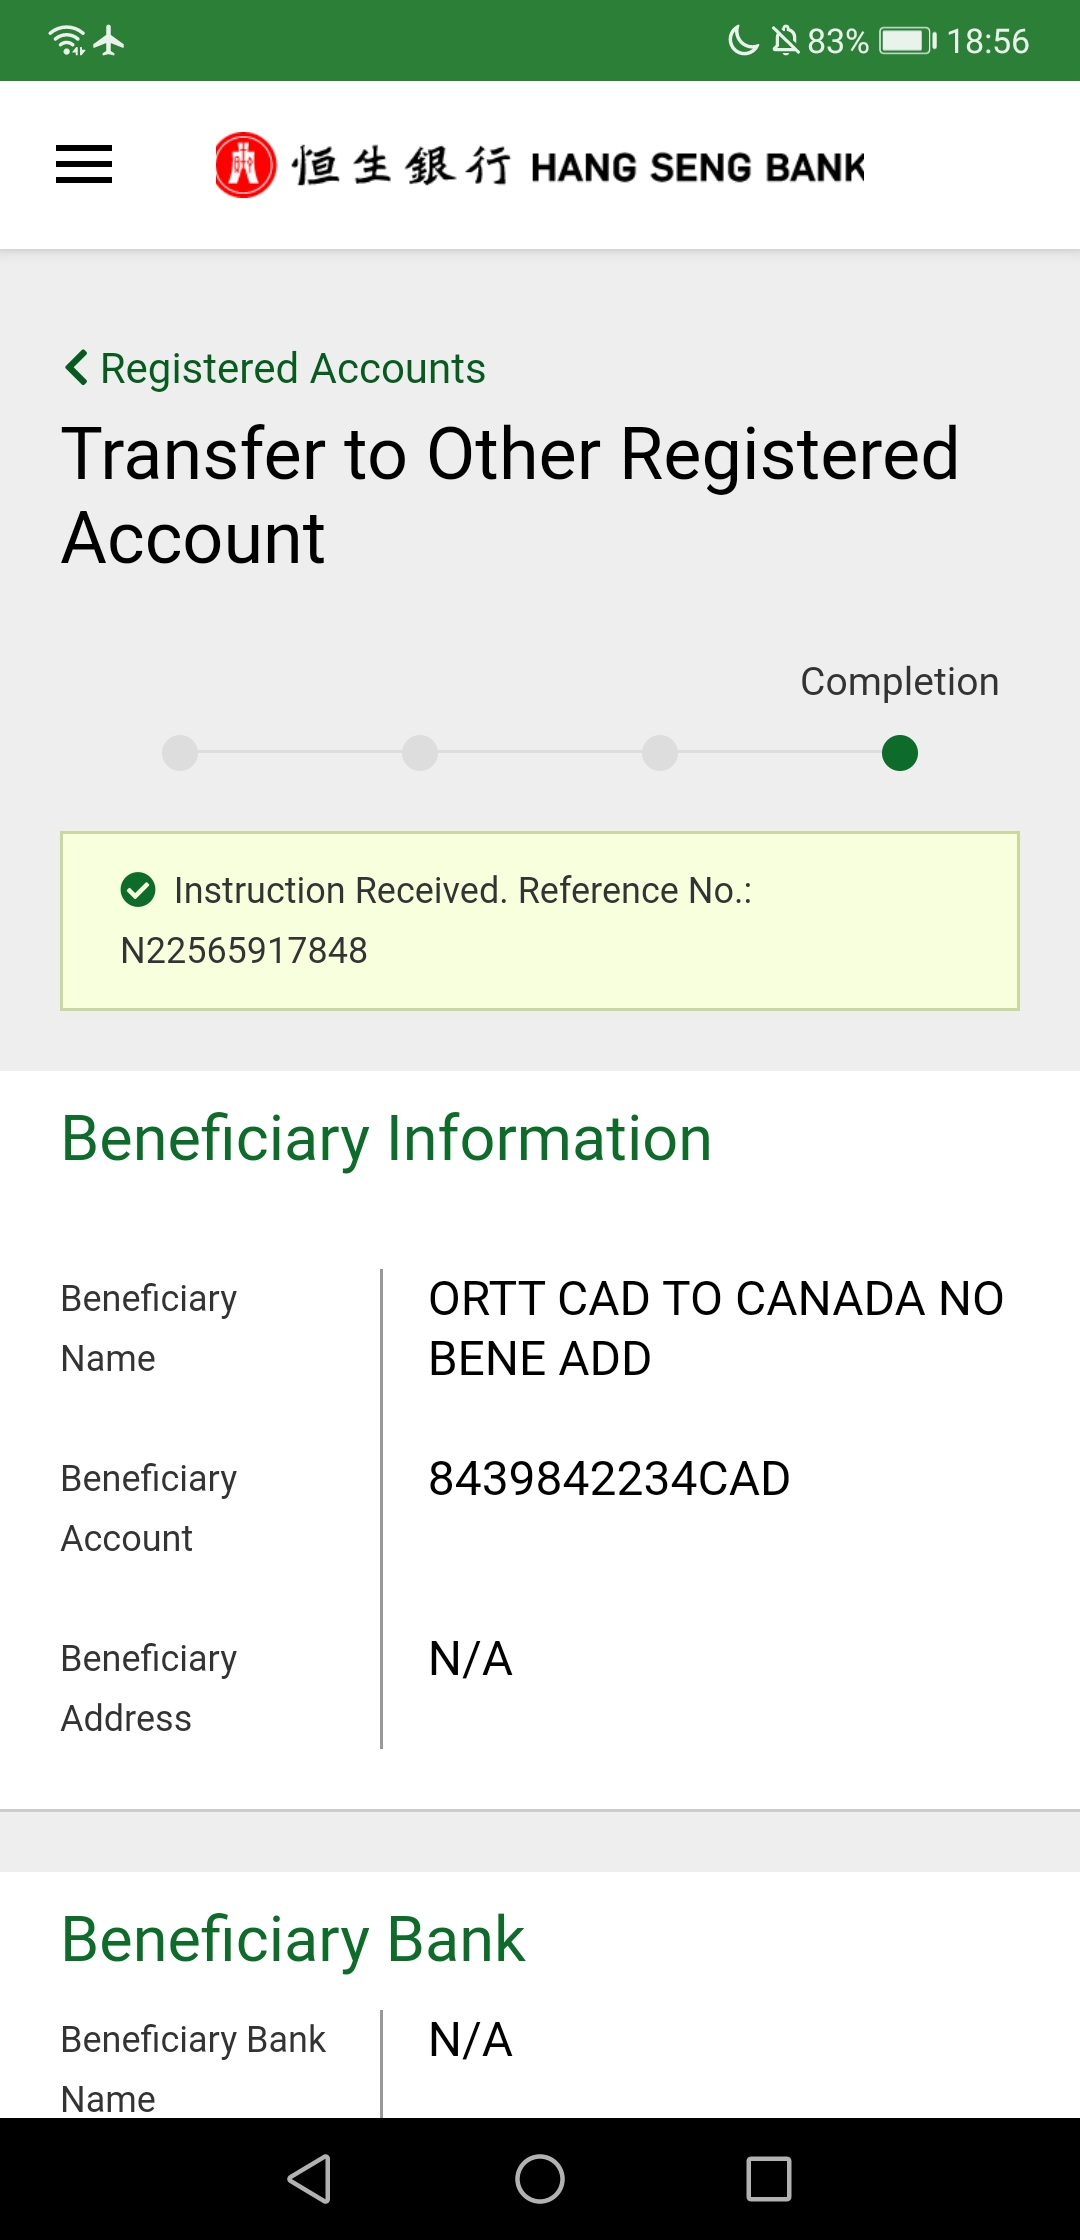 83% 18:56
恒生銀行 HANG SENG BANK
Registered Accounts
Transfer to Other Registered
Account
Completion
Instruction Received. Reference No.:
N22565917848
Beneficiary Information
Beneficiary
Name
ORTT CAD TO CANADA NO
BENE ADD
Beneficiary
Account
8439842234CAD
Beneficiary
Address
N/A
Beneficiary Bank
Beneficiary Bank
Name
N/A